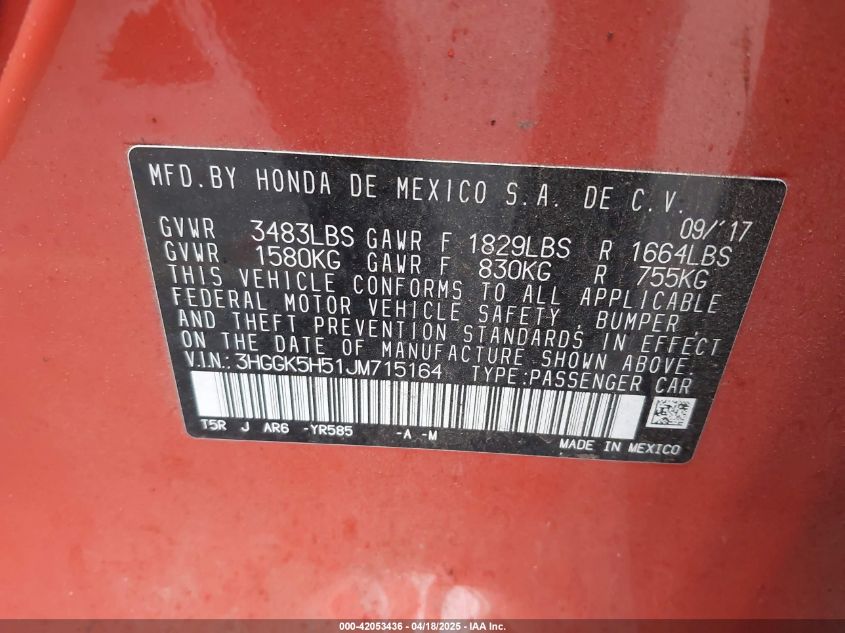 MFD.BY HONDA DE MEXICO S.A. DE C.V.
09/'17
GVWR 3483LBS GAWR F 1829LBS R 1664LBS
GVWR 1580KG GAWR F 830KG R 755KG
THIS VEHICLE CONFORMS TO ALL APPLICABLE
FEDERAL MOTOR VEHICLE SAFETY, BUMPER,
AND THEFT PREVENTION STANDARDS IN EFFECT
ON THE DATE OF MANUFACTURE SHOWN ABOVE.
V.I.N.: 3HGGK5H51JM715164 TYPE:PASSENGER CAR
T5R J AR6 -YR585 -A -M
MADE IN MEXICO
000-42053436 - 04/18/2025 - IAA Inc.